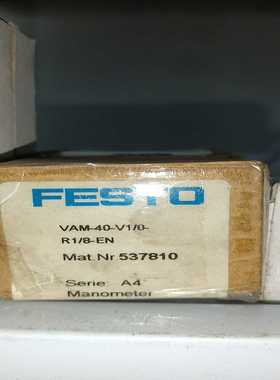 FESTO
VAM-40-V1/0-
R1/8-EN
Mat.Nr 537810
Serie: A4
Manometer